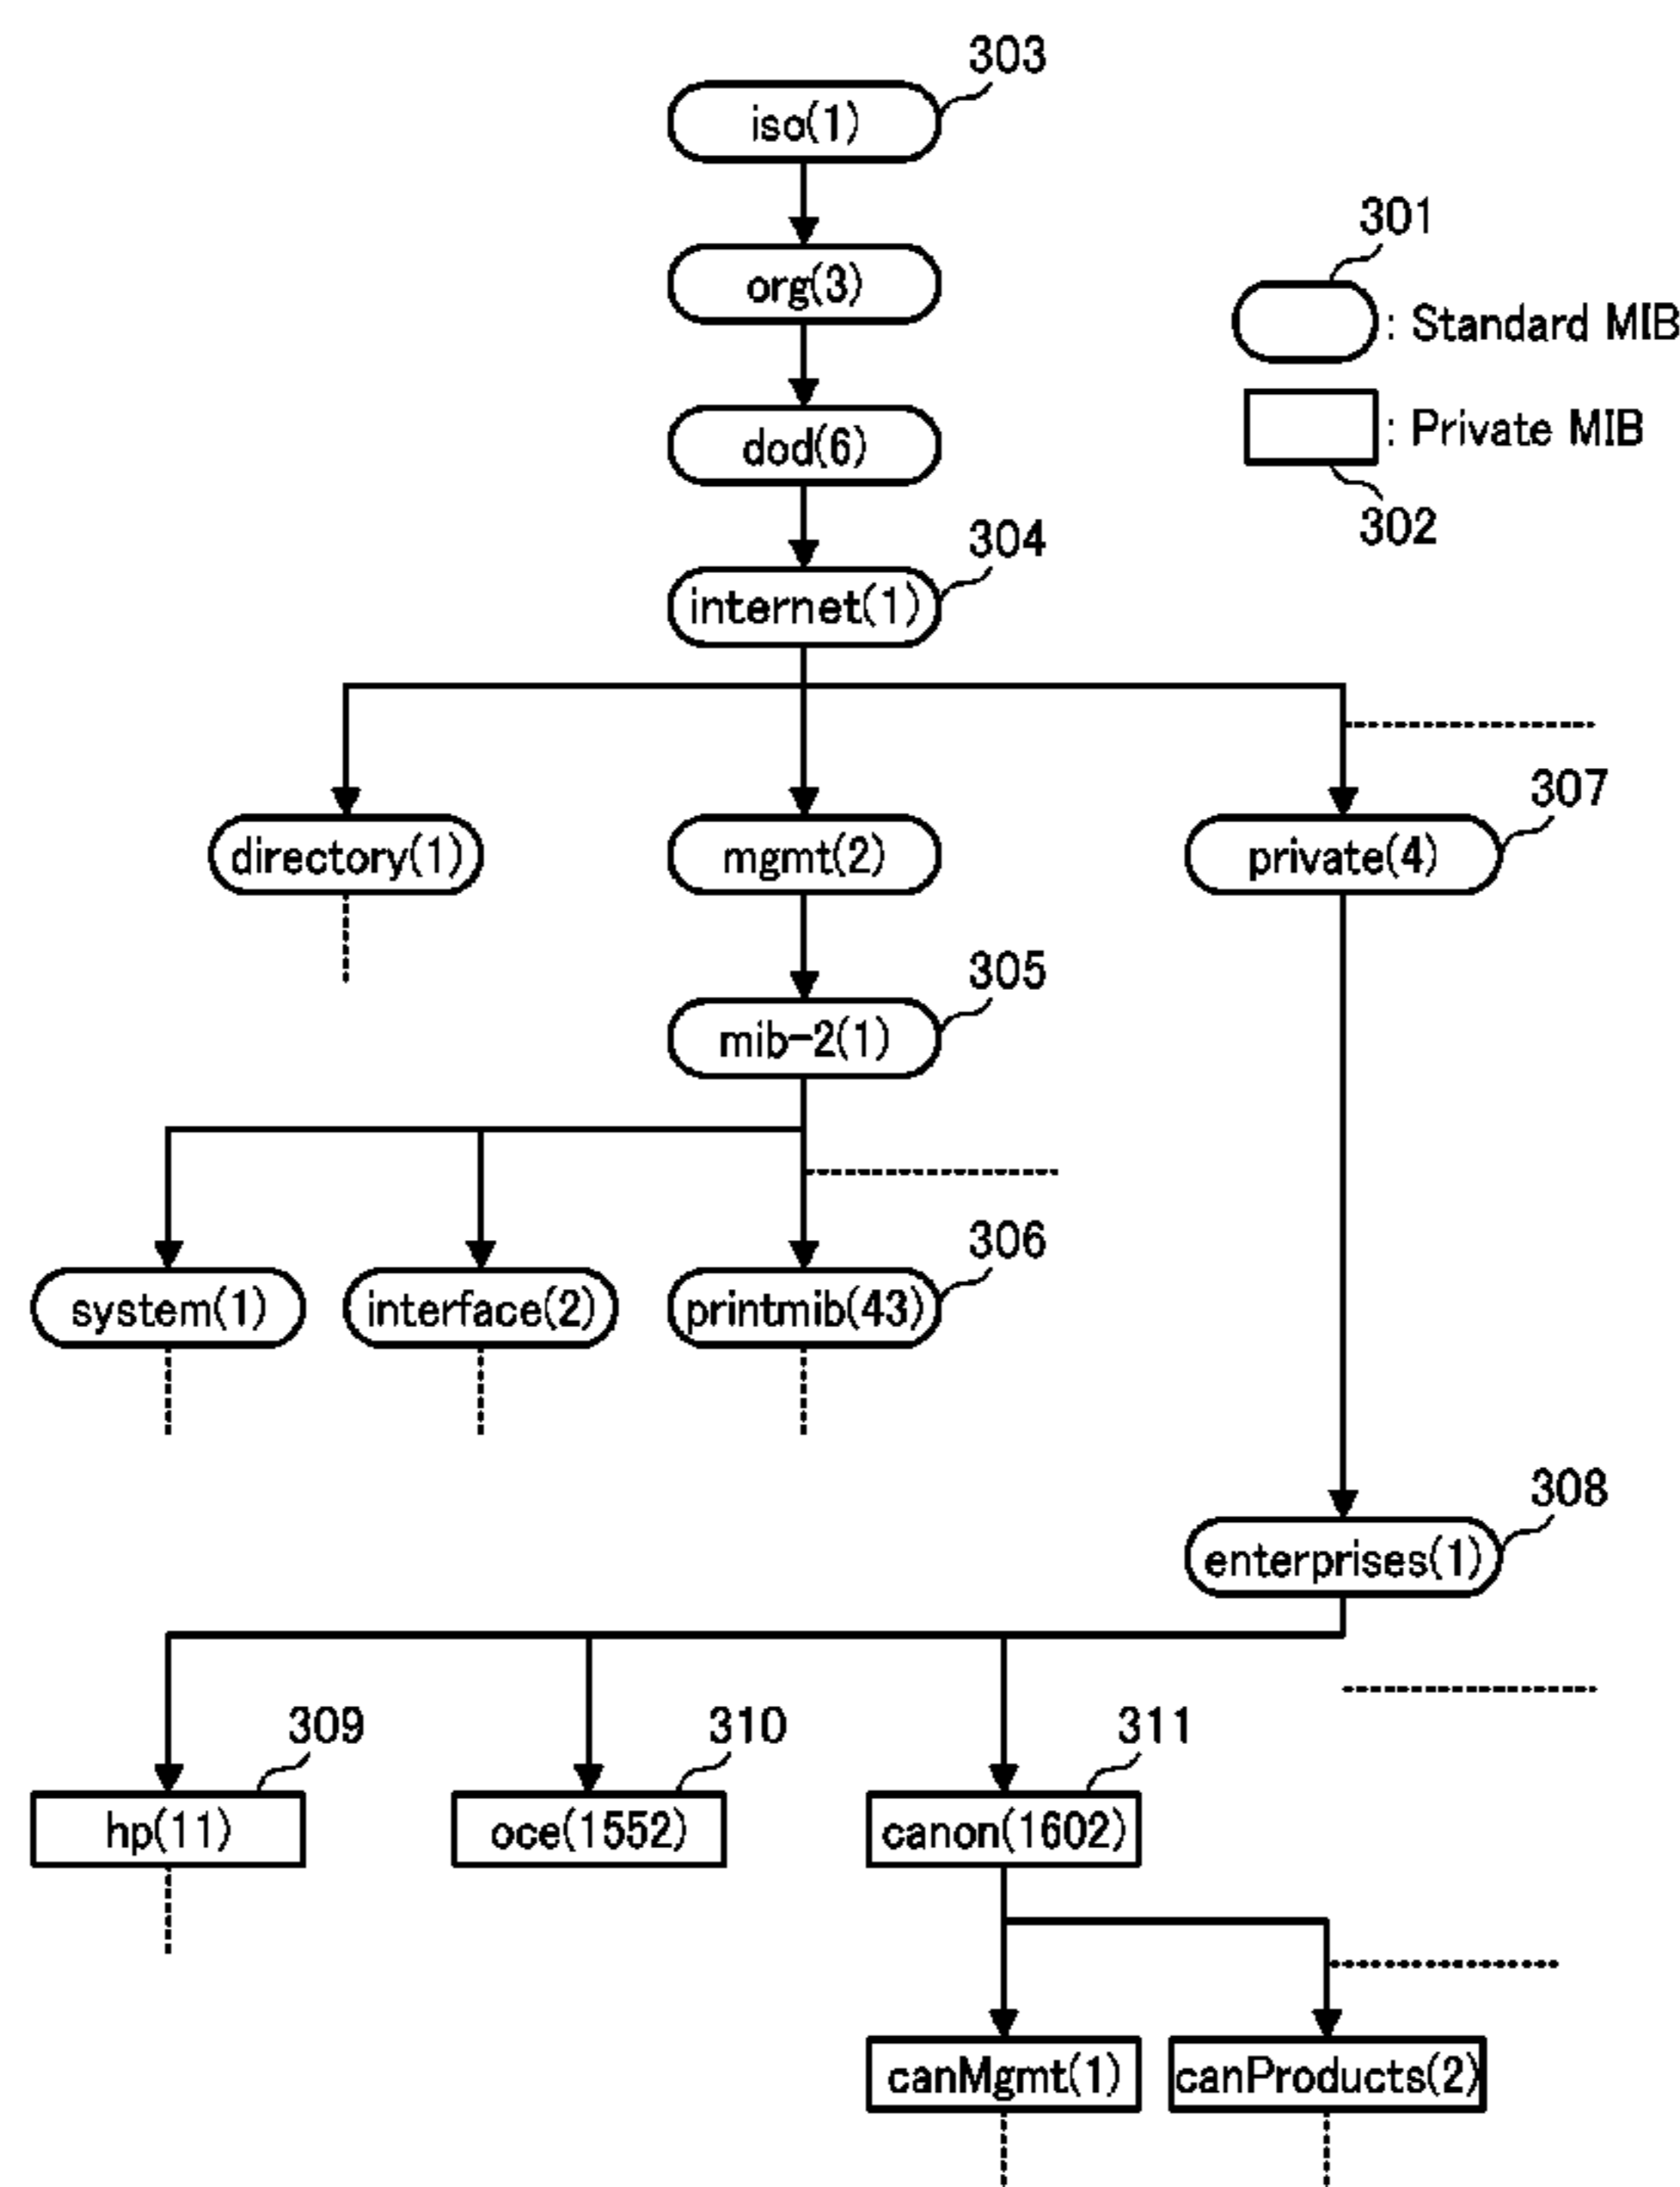 303
iso(1)
301
org(3)
: Standard MIB
dod(6)
: Private MIB
302
304
internet(1)
307
directory(1)
mgmt(2)
private(4)
305
mib-2(1)
306
system(1)
interface(2)
printmib(43)
308
enterprises(1)
309
310
311
hp(11)
oce(1552)
canon(1602)
canMgmt(1)
canProducts(2)